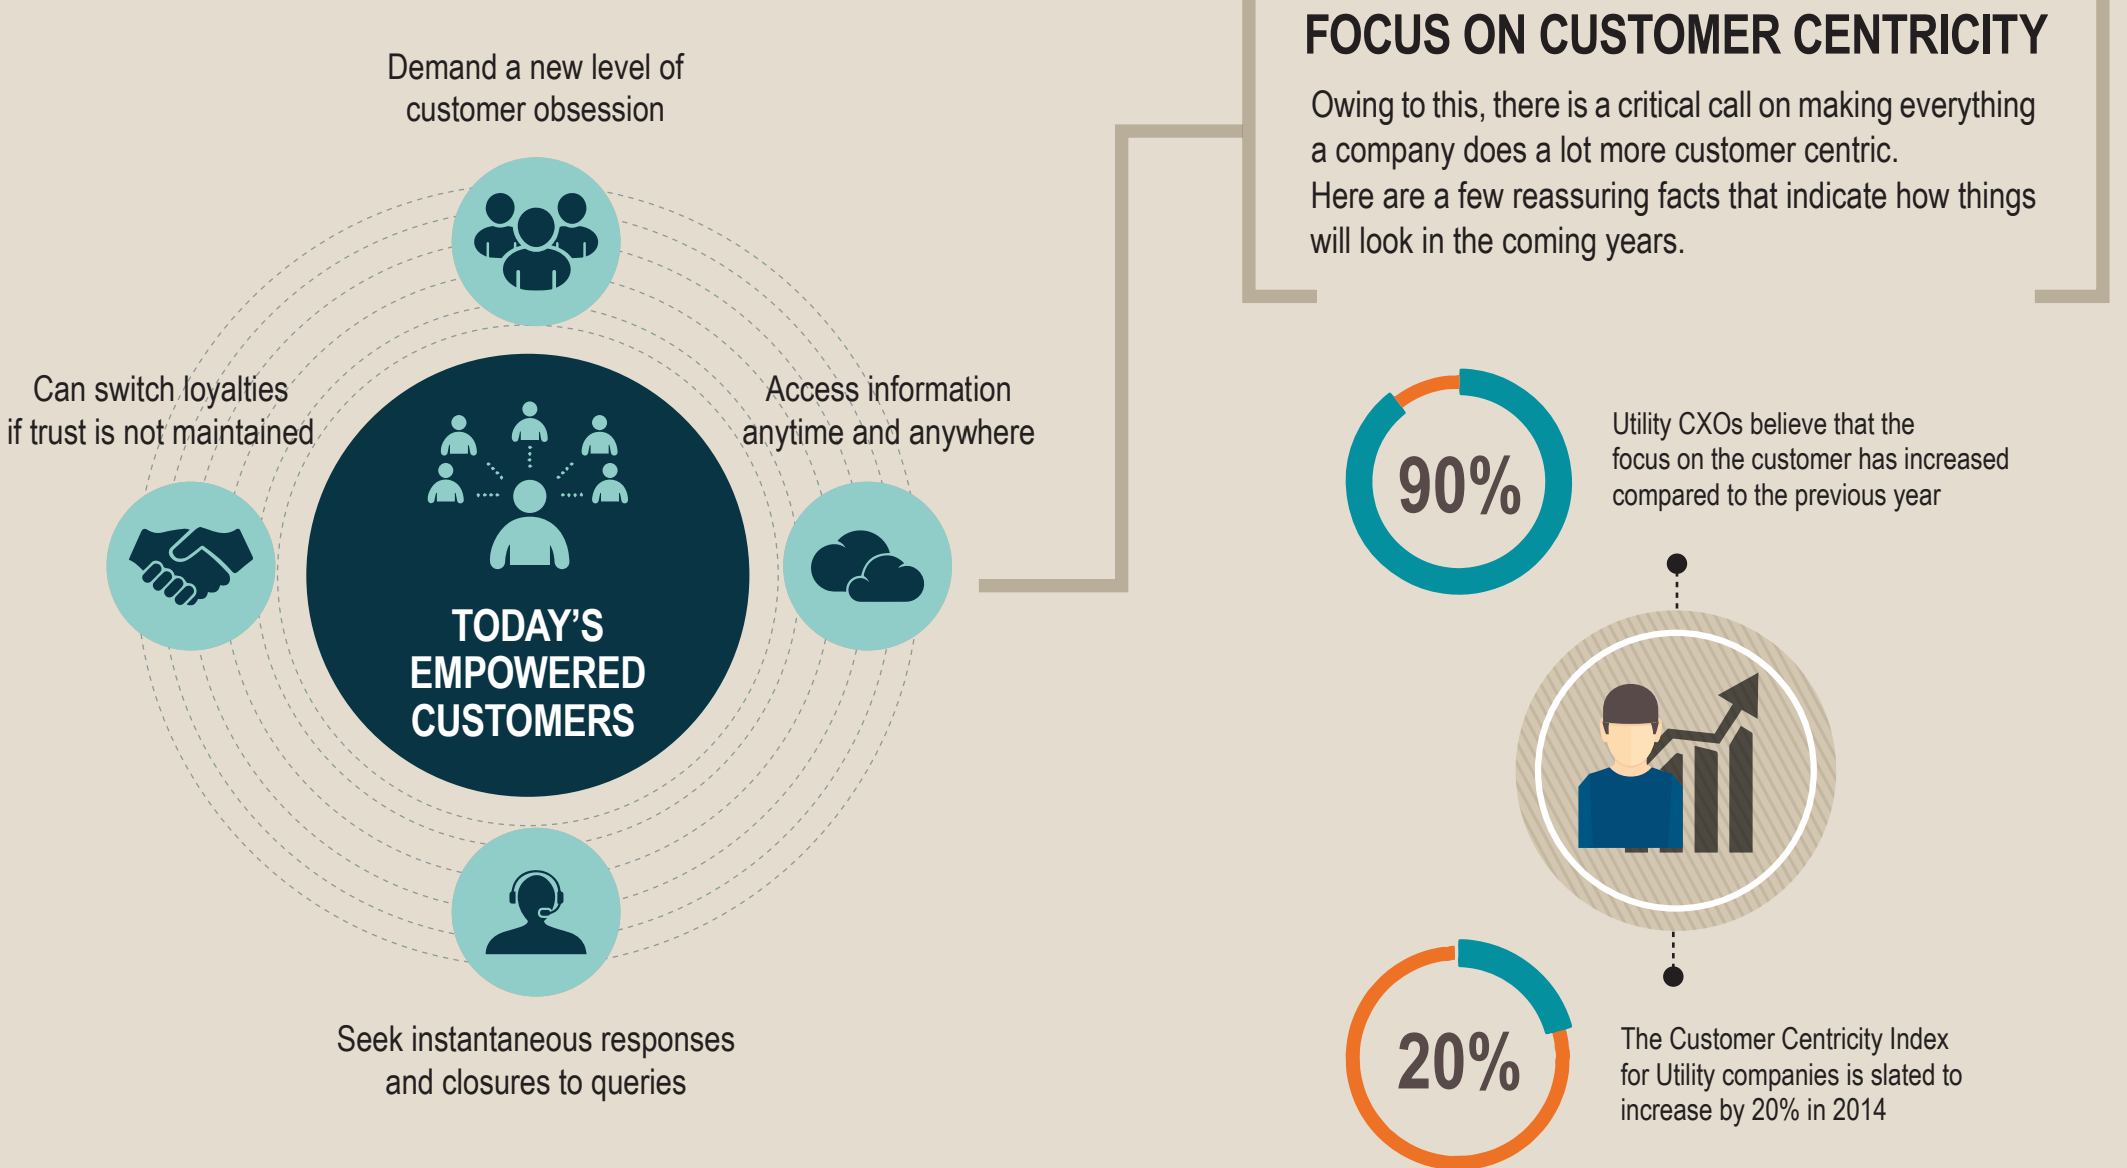 Demand a new level of
customer obsession
Can switch loyalties
if trust is not maintained
Access information
anytime and anywhere
TODAY’S
EMPOWERED
CUSTOMERS
Seek instantaneous responses
and closures to queries
FOCUS ON CUSTOMER CENTRICITY
Owing to this, there is a critical call on making everything
a company does a lot more customer centric.
Here are a few reassuring facts that indicate how things
will look in the coming years.
90%
Utility CXOs believe that the
focus on the customer has increased
compared to the previous year
20%
The Customer Centricity Index
for Utility companies is slated to
increase by 20% in 2014